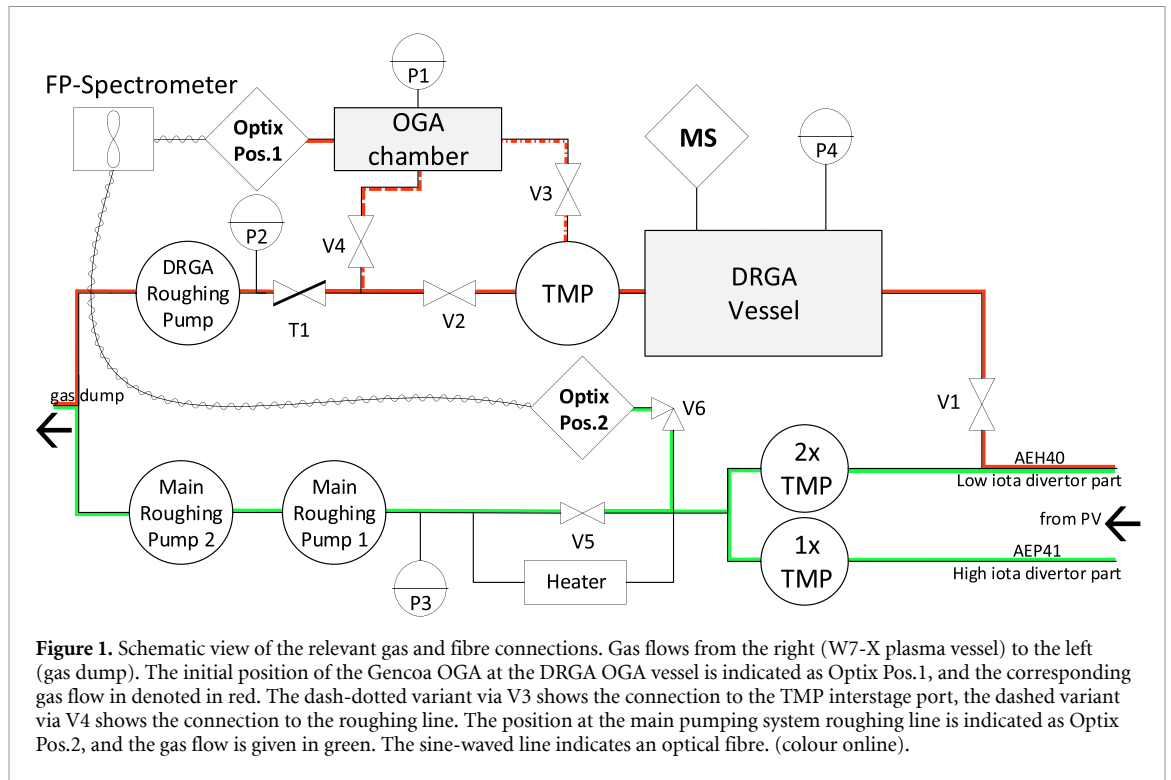 P1
FP-Spectrometer
Optix
Pos.1
OGA
chamber
MS
P4
V3
P2
V4
DRGA
Roughing
Pump
T1
V2
TMP
DRGA
Vessel
gas dump
Optix
Pos.2
V6
V1
2x
TMP
AEH40
Low iota divertor part
Main
Roughing
Pump 2
Main
Roughing
Pump 1
V5
from PV
1x
TMP
AEP41
High iota divertor part
P3
Heater
Figure 1. Schematic view of the relevant gas and fibre connections. Gas flows from the right (W7-X plasma vessel) to the left
(gas dump). The initial position of the Gencoa OGA at the DRGA OGA vessel is indicated as Optix Pos.1, and the corresponding
gas flow in denoted in red. The dash-dotted variant via V3 shows the connection to the TMP interstage port, the dashed variant
via V4 shows the connection to the roughing line. The position at the main pumping system roughing line is indicated as Optix
Pos.2, and the gas flow is given in green. The sine-waved line indicates an optical fibre. (colour online).